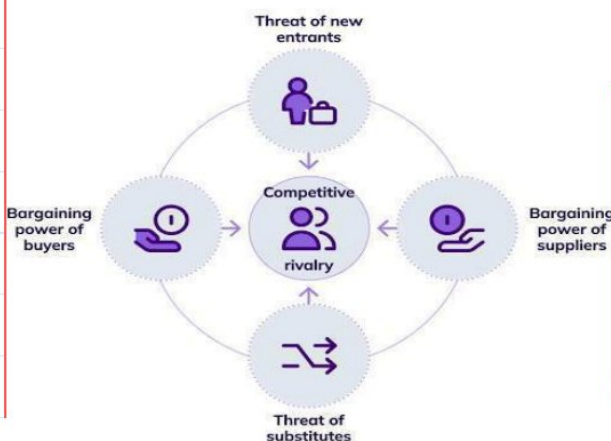 Threat of new
entrants
Competitive
rivalry
Bargaining
power of
buyers
Bargaining
power of
suppliers
Threat of
substitutes